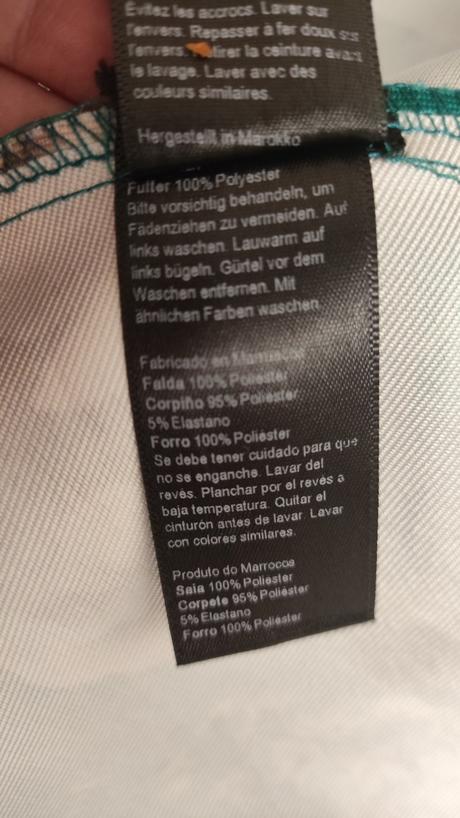 Évitez les accrocs. Laver sur
l'envers. Repasser à fer doux sur
l'envers. tirer la ceinture avant
le lavage. Laver avec des
couleurs similaires.
Hergestellt in Marokko
Futter 100% Polyester
Bitte vorsichtig behandeln, um
Fädenziehen zu vermeiden. Auf
links waschen. Lauwarm auf
links bügeln. Gürtel vor dem
Waschen entfernen. Mit
ähnlichen Farben waschen
Fabricado en Marruecos
Falda 100% Poliéster
Corpiño 95% Poliéster
5% Elastano
Forro 100% Poliéster
Se debe tener cuidado para que
no se enganche. Lavar del
revés. Planchar por el revés a
baja temperatura. Quitar el
cinturón antes de lavar. Lavar
con colores similares.
Produto do Marrocos
Saia 100% Poliéster
Corpete 95% Poliéster
5% Elastano
Forro 100% Poliéster